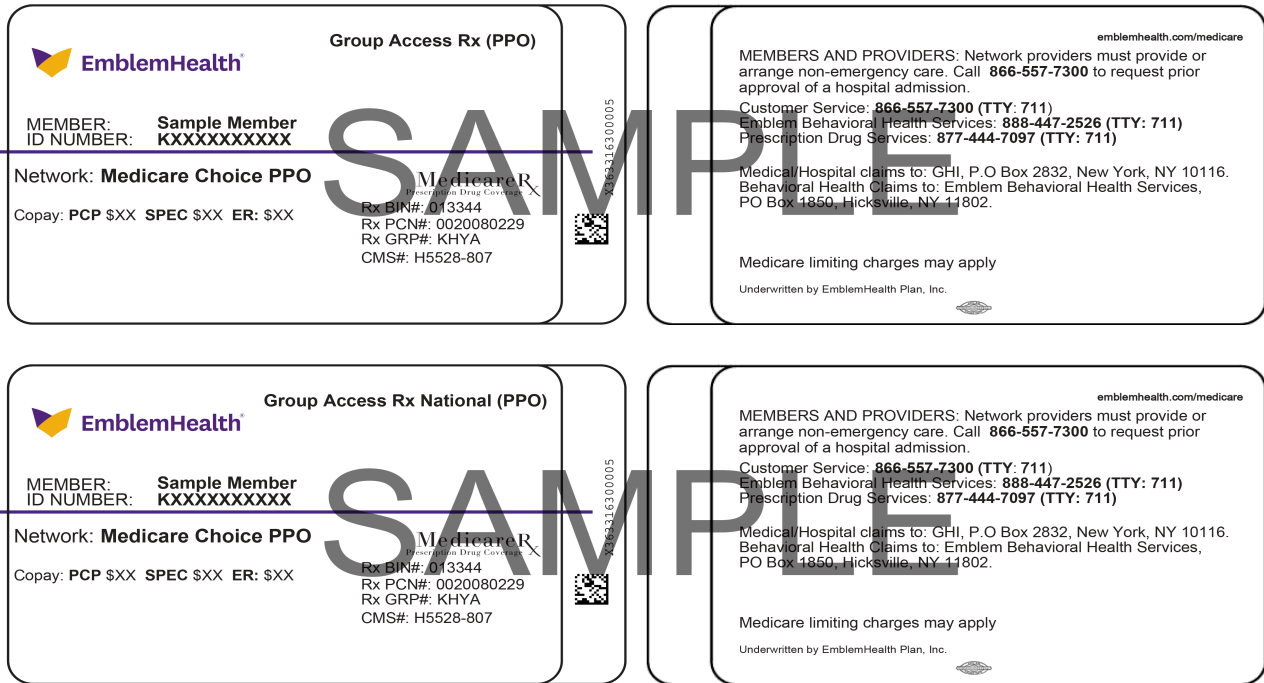 Group Access Rx (PPO)
EmblemHealth®
MEMBER: Sample Member
ID NUMBER: KXXXXXXXXXX
Network: Medicare Choice PPO
Copay: PCP $XX SPEC $XX ER: $XX
MedicareRx
Prescription Drug Coverage
Rx BIN#: 013344
Rx PCN#: 0020080229
Rx GRP#: KHYA
CMS#: H5528-807
X363316300005
SAMPLE
emblemhealth.com/medicare
MEMBERS AND PROVIDERS: Network providers must provide or
arrange non-emergency care. Call 866-557-7300 to request prior
approval of a hospital admission.
Customer Service: 866-557-7300 (TTY: 711)
Emblem Behavioral Health Services: 888-447-2526 (TTY: 711)
Prescription Drug Services: 877-444-7097 (TTY: 711)
Medical/Hospital claims to: GHI, P.O Box 2832, New York, NY 10116.
Behavioral Health Claims to: Emblem Behavioral Health Services,
PO Box 1850, Hicksville, NY 11802.
Medicare limiting charges may apply
Underwritten by EmblemHealth Plan, Inc.
Group Access Rx National (PPO)
EmblemHealth®
MEMBER: Sample Member
ID NUMBER: KXXXXXXXXXX
Network: Medicare Choice PPO
Copay: PCP $XX SPEC $XX ER: $XX
MedicareRx
Prescription Drug Coverage
Rx BIN#: 013344
Rx PCN#: 0020080229
Rx GRP#: KHYA
CMS#: H5528-807
X363316300005
SAMPLE
emblemhealth.com/medicare
MEMBERS AND PROVIDERS: Network providers must provide or
arrange non-emergency care. Call 866-557-7300 to request prior
approval of a hospital admission.
Customer Service: 866-557-7300 (TTY: 711)
Emblem Behavioral Health Services: 888-447-2526 (TTY: 711)
Prescription Drug Services: 877-444-7097 (TTY: 711)
Medical/Hospital claims to: GHI, P.O Box 2832, New York, NY 10116.
Behavioral Health Claims to: Emblem Behavioral Health Services,
PO Box 1850, Hicksville, NY 11802.
Medicare limiting charges may apply
Underwritten by EmblemHealth Plan, Inc.